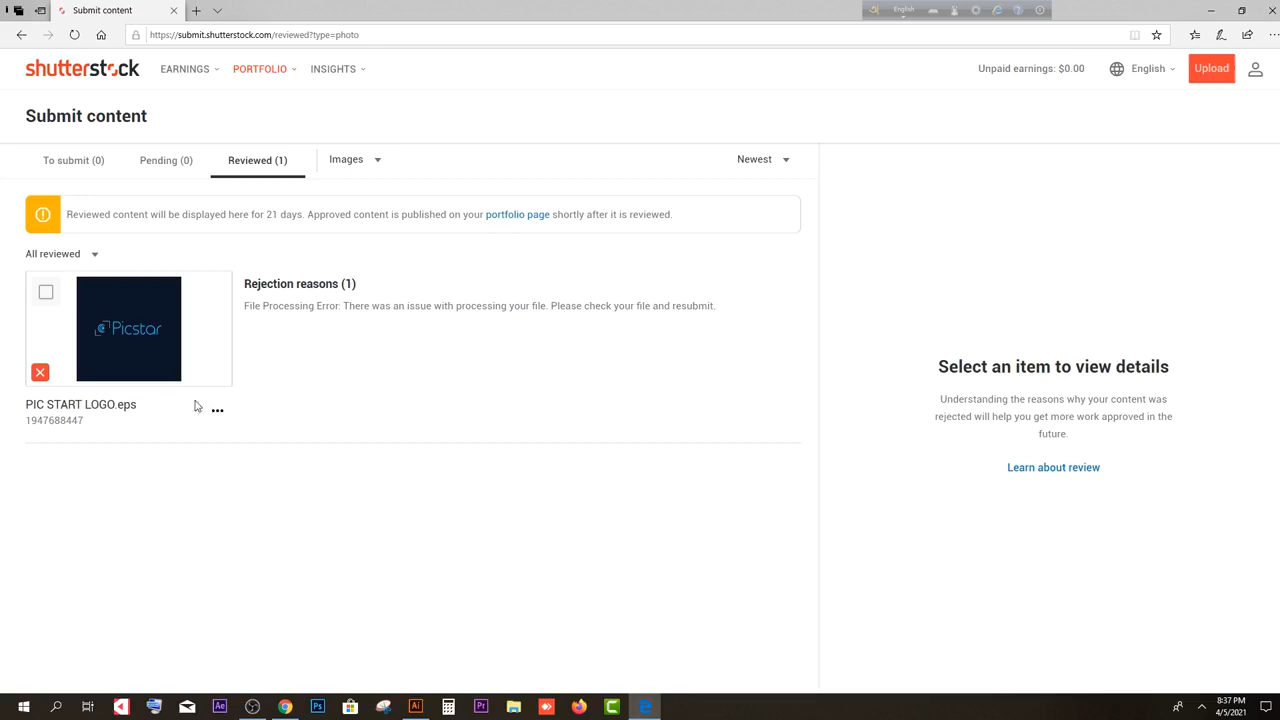 Submit content
English
https://submit.shutterstock.com/reviewed?type=photo
shutterstock
EARNINGS
PORTFOLIO
INSIGHTS
Unpaid earnings: $0.00
English
Upload
Submit content
To submit (0)
Pending (0)
Reviewed (1)
Images
Newest
Reviewed content will be displayed here for 21 days. Approved content is published on your portfolio page shortly after it is reviewed.
All reviewed
Picstar
Rejection reasons (1)
File Processing Error: There was an issue with processing your file. Please check your file and resubmit.
PIC START LOGO.eps
1947688447
Select an item to view details
Understanding the reasons why your content was
rejected will help you get more work approved in the
future.
Learn about review
Ae
Ps
Ai
Pr
8:37 PM
4/5/2021